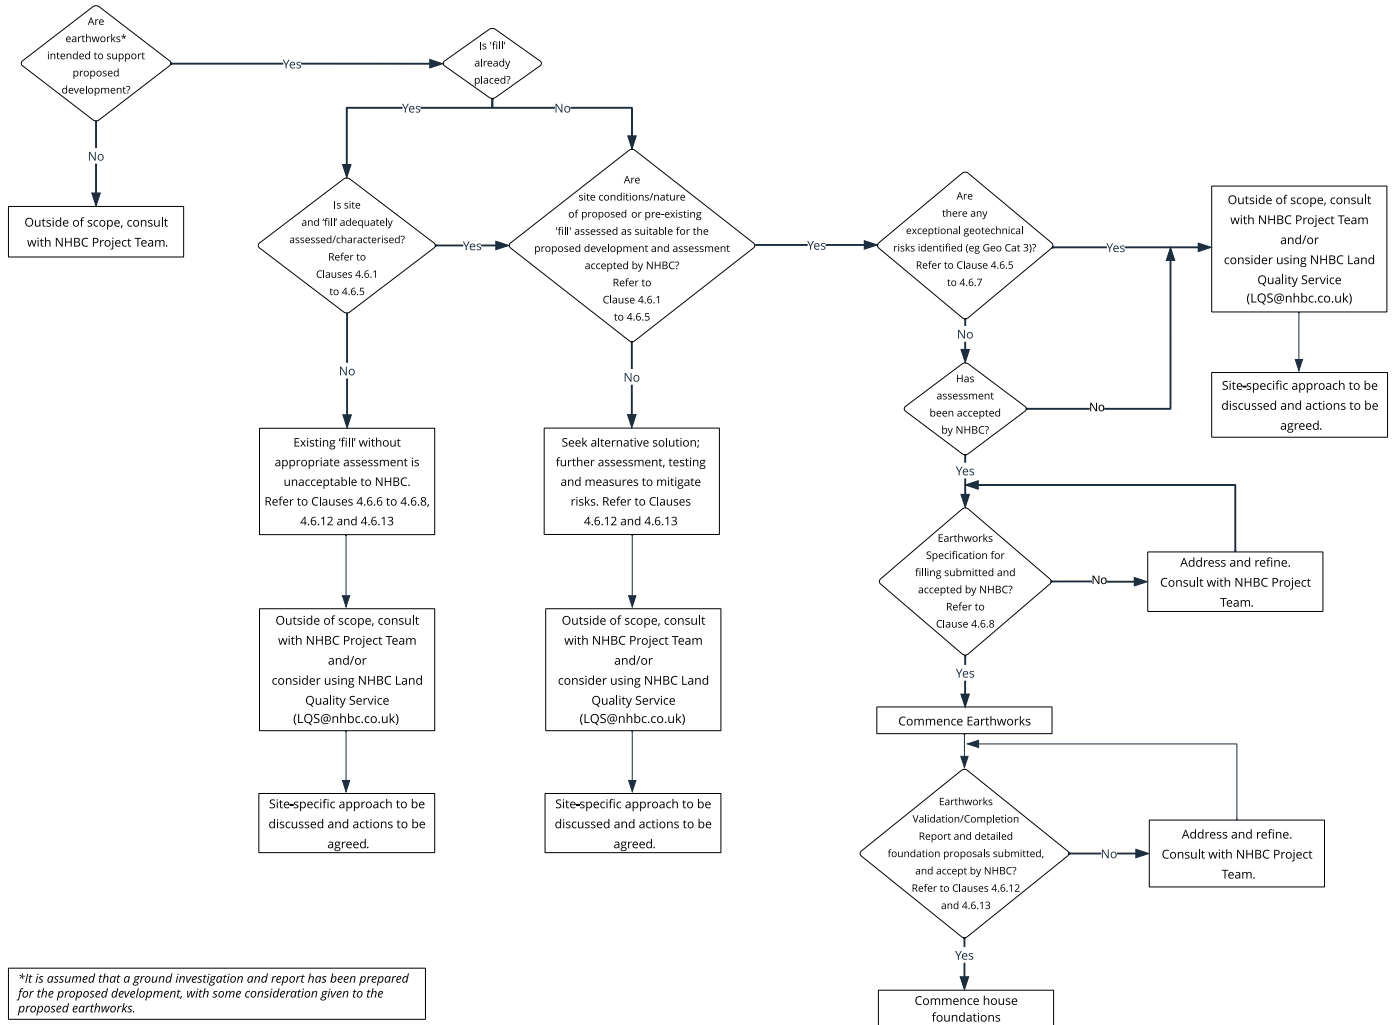 Are
earthworks*
intended to support
proposed
development?
Yes
Is 'fill'
already
placed?
Yes
No
No
Outside of scope, consult
with NHBC Project Team.
Is site
and ‘fill’ adequately
assessed/characterised?
Refer to
Clauses 4.6.1
to 4.6.5
Yes
Are
site conditions/nature
of proposed or pre-existing
'fill' assessed as suitable for the
proposed development and assessment
accepted by NHBC?
Refer to
Clause 4.6.1
to 4.6.5
Yes
Are
there any
exceptional geotechnical
risks identified (eg Geo Cat 3)?
Refer to Clause 4.6.5
to 4.6.7
Yes
Outside of scope, consult
with NHBC Project Team
and/or
consider using NHBC Land
Quality Service
(LQS@nhbc.co.uk)
Site-specific approach to be
discussed and actions to be
agreed.
No
Has
assessment
been accepted
by NHBC?
No
Yes
No
Existing ‘fill’ without
appropriate assessment is
unacceptable to NHBC.
Refer to Clauses 4.6.6 to 4.6.8,
4.6.12 and 4.6.13
Outside of scope, consult
with NHBC Project Team
and/or
consider using NHBC Land
Quality Service
(LQS@nhbc.co.uk)
Site-specific approach to be
discussed and actions to be
agreed.
No
Seek alternative solution;
further assessment, testing
and measures to mitigate
risks. Refer to Clauses
4.6.12 and 4.6.13
Outside of scope, consult
with NHBC Project Team
and/or
consider using NHBC Land
Quality Service
(LQS@nhbc.co.uk)
Site-specific approach to be
discussed and actions to be
agreed.
Earthworks
Specification for
filling submitted and
accepted by NHBC?
Refer to
Clause 4.6.8
No
Address and refine.
Consult with NHBC Project
Team.
Yes
Commence Earthworks
Earthworks
Validation/Completion
Report and detailed
foundation proposals submitted,
and accept by NHBC?
Refer to Clauses 4.6.12
and 4.6.13
No
Address and refine.
Consult with NHBC Project
Team.
Yes
Commence house
foundations
*It is assumed that a ground investigation and report has been prepared
for the proposed development, with some consideration given to the
proposed earthworks.